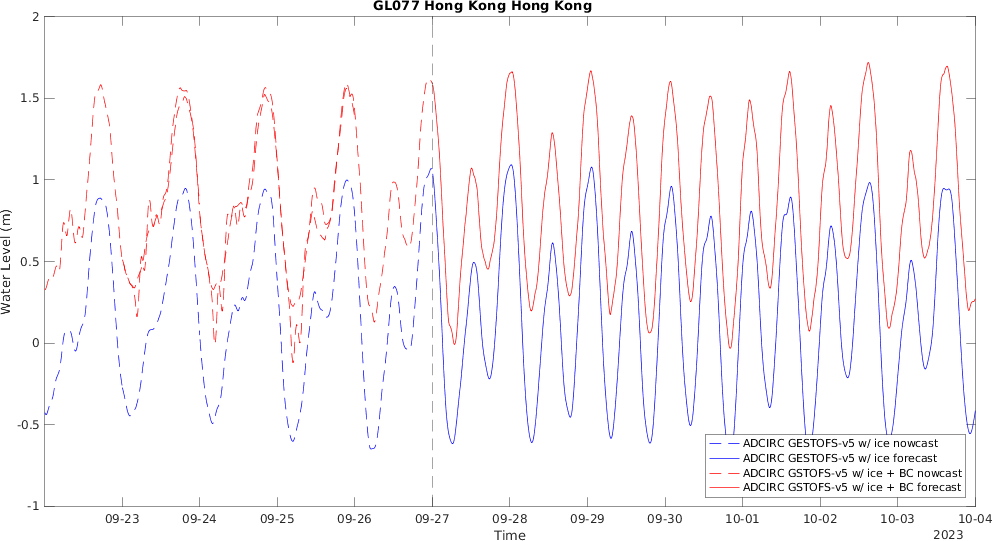 GL077 Hong Kong Hong Kong
Water Level (m)
2
1.5
1
0.5
0
-0.5
-1
ADCIRC GESTOFS-v5 w/ ice nowcast
ADCIRC GESTOFS-v5 w/ ice forecast
ADCIRC GSTOFS-v5 w/ ice + BC nowcast
ADCIRC GSTOFS-v5 w/ ice + BC forecast
09-23 09-24 09-25 09-26 09-27 09-28 09-29 09-30 10-01 10-02 10-03 10-04
Time
2023